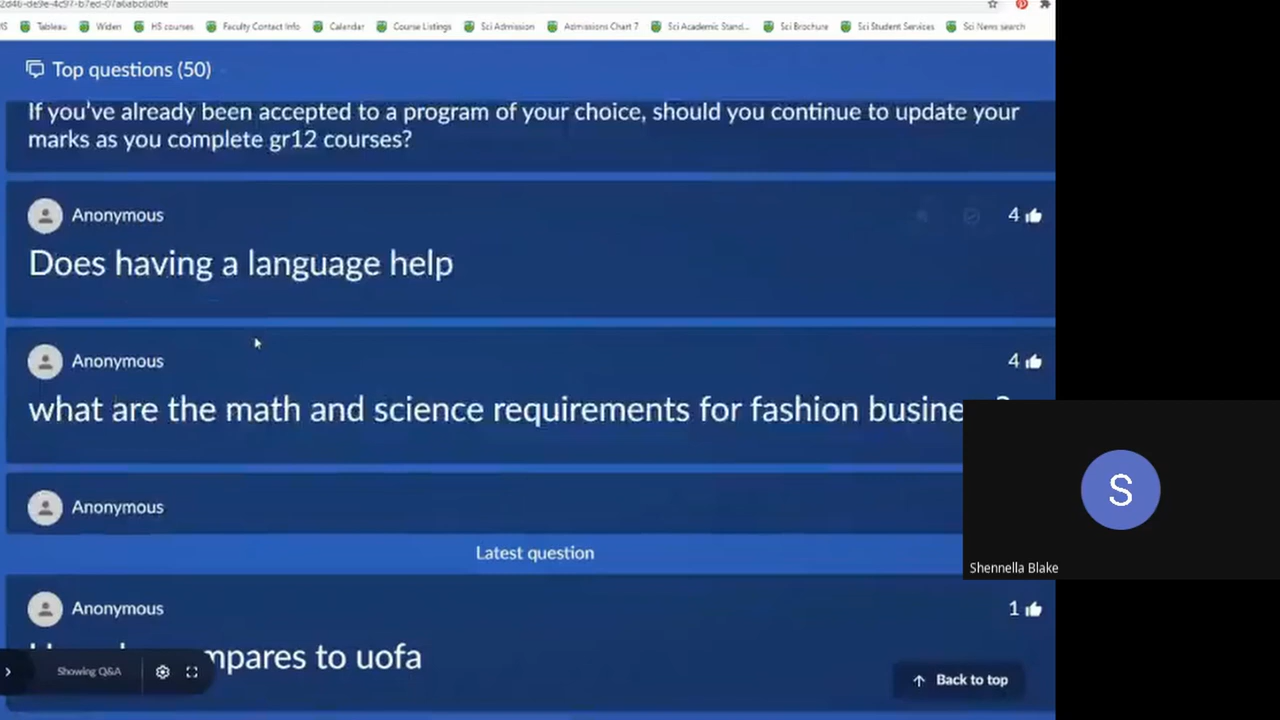 Tableau Widen HS courses Faculty Contact Info Calendar Course Listings Sci Admission Admissions Chart 7 Sci Academic Stand... Sci Brochure Sci Student Services Sci News search
Top questions (50)
If you've already been accepted to a program of your choice, should you continue to update your
marks as you complete gr12 courses?
Anonymous 4
Does having a language help
Anonymous 4
what are the math and science requirements for fashion busine
Anonymous
S
Shennella Blake
Latest question
Anonymous 1
mpares to uofa
Showing Q&A
Back to top